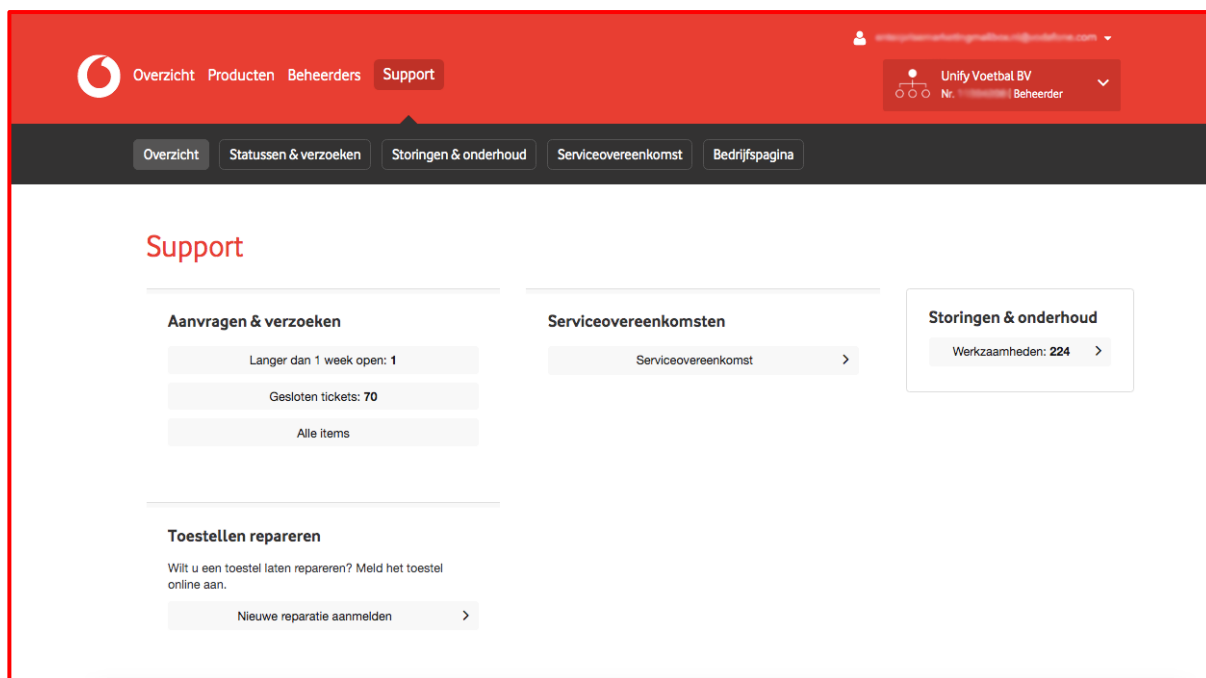 Overzicht Producten Beheerders Support
Unify Voetbal BV
Nr. Beheerder
Overzicht Statussen & verzoeken Storingen & onderhoud Serviceovereenkomst Bedrijfspagina
Support
Aanvragen & verzoeken
Langer dan 1 week open: 1
Gesloten tickets: 70
Alle items
Serviceovereenkomsten
Serviceovereenkomst
Storingen & onderhoud
Werkzaamheden: 224
Toestellen repareren
Wilt u een toestel laten repareren? Meld het toestel
online aan.
Nieuwe reparatie aanmelden